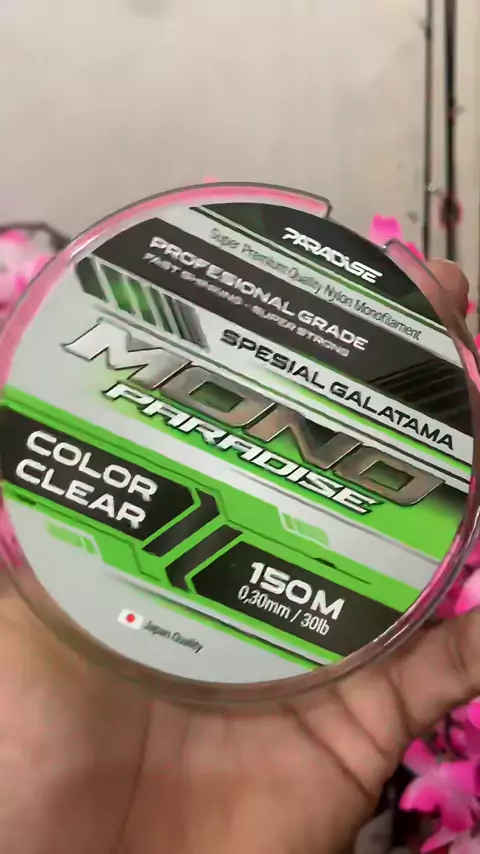 PARADISE
Super Premium Quality Nylon Monofilament
PROFESIONAL GRADE
FAST SINKING - SUPER STRONG
SPESIAL GALATAMA
MONO
PARADISE
COLOR
CLEAR
150M
0,30mm / 30lb
Japan Quality